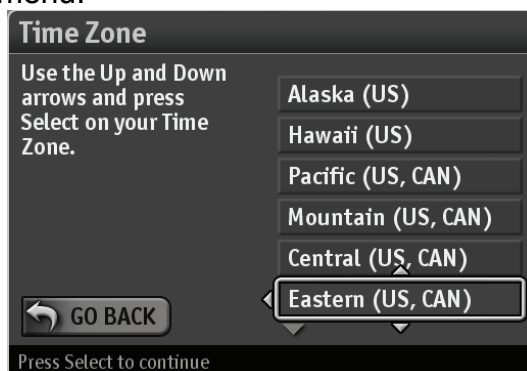 menu.
Time Zone
Use the Up and Down
arrows and press
Select on your Time
Zone.
Alaska (US)
Hawaii (US)
Pacific (US, CAN)
Mountain (US, CAN)
Central (US, CAN)
Eastern (US, CAN)
GO BACK
Press Select to continue